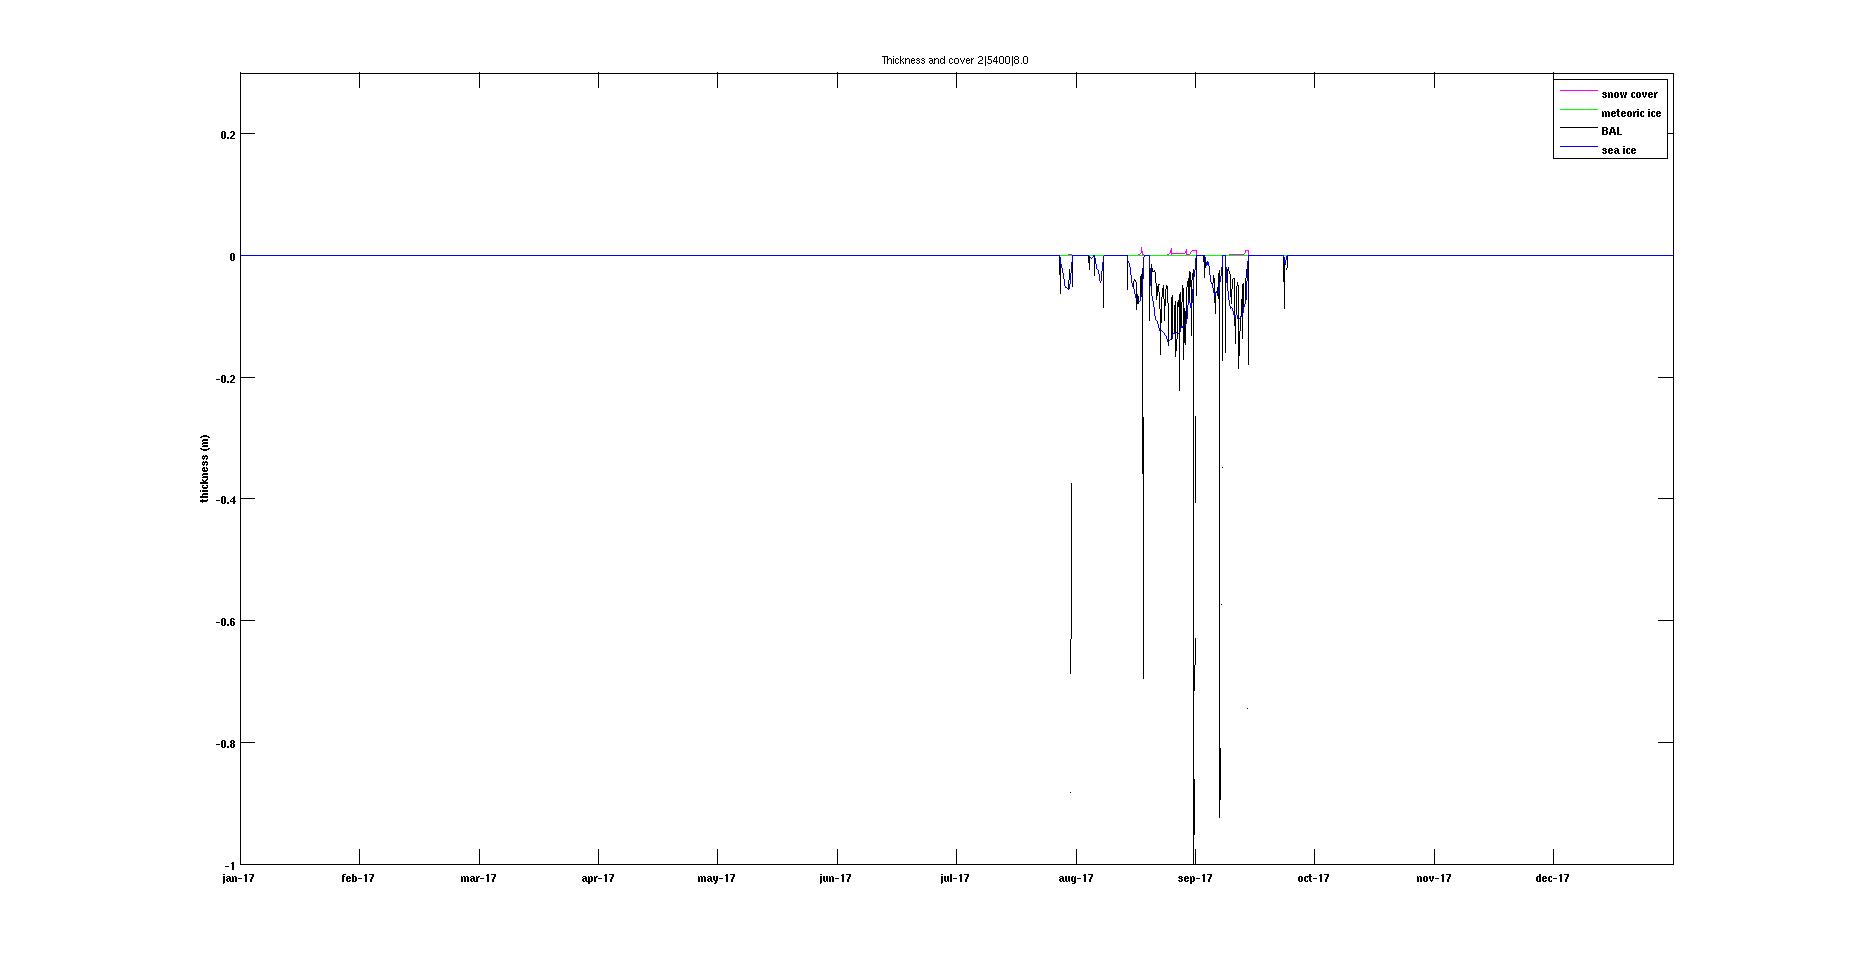 Thickness and cover 2|5400|8.0
snow cover
meteoric ice
BAL
sea ice
0.2
0
-0.2
-0.4
-0.6
-0.8
-1
thickness (m)
jan-17 feb-17 mar-17 apr-17 may-17 jun-17 jul-17 aug-17 sep-17 oct-17 nov-17 dec-17